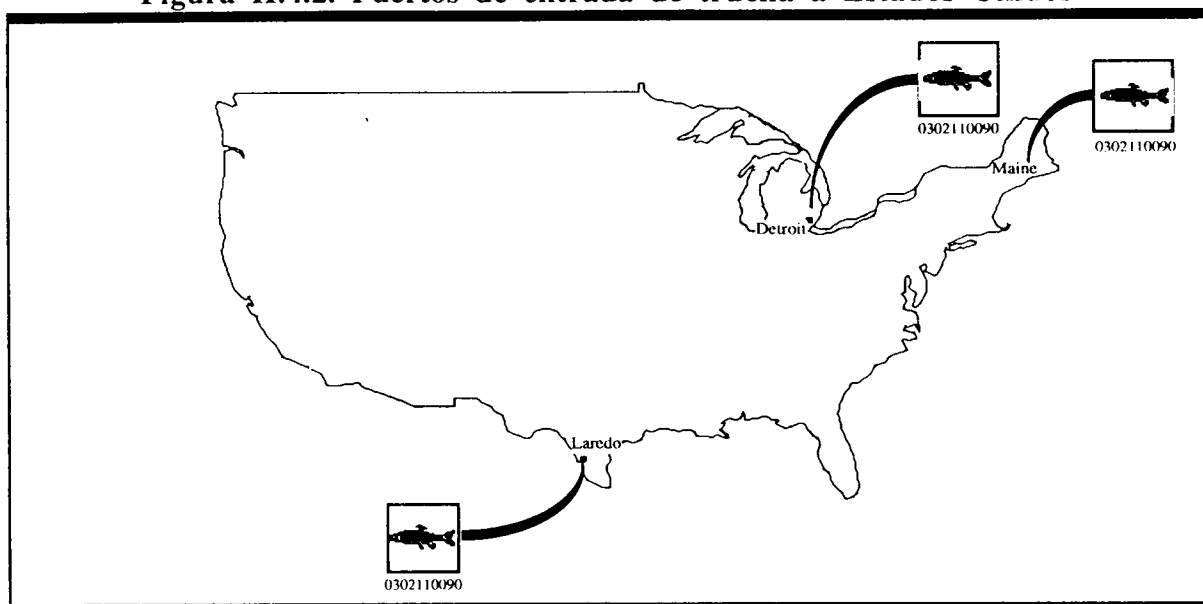 Figura II.4.2. Puertos de entrada de trucha a Estados Unidos
0302110090
0302110090
Maine
Detroit
Laredo
0302110090